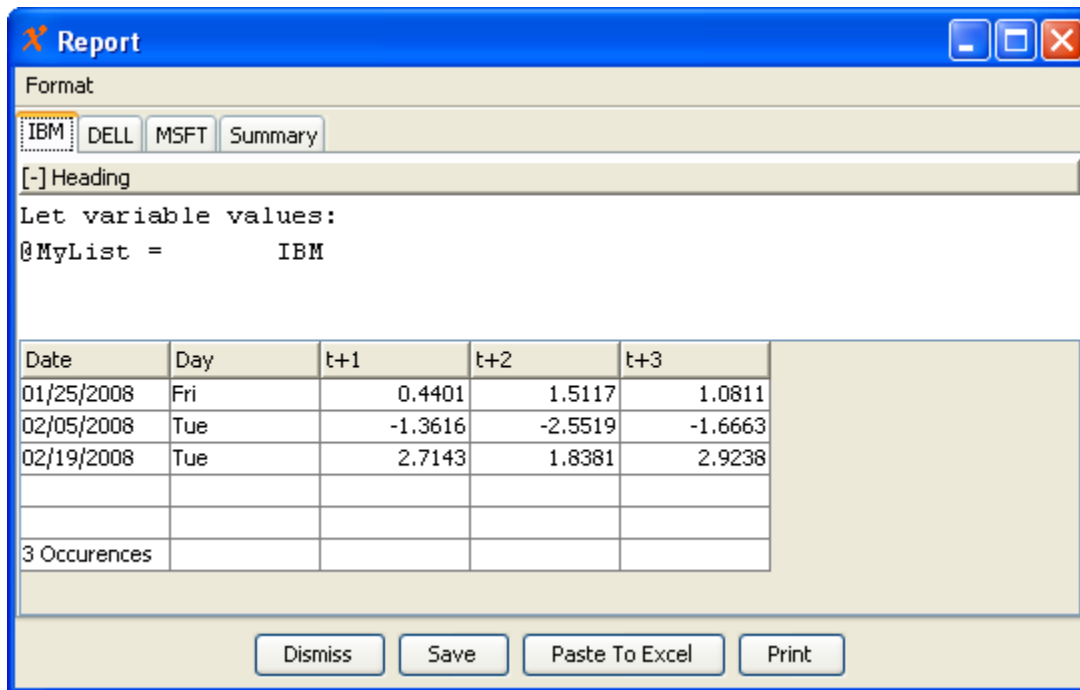 Report
Format
IBM DELL MSFT Summary
[-] Heading
Let variable values:
@MyList = IBM
Date Day t+1 t+2 t+3
01/25/2008 Fri 0.4401 1.5117 1.0811
02/05/2008 Tue -1.3616 -2.5519 -1.6663
02/19/2008 Tue 2.7143 1.8381 2.9238
3 Occurences
Dismiss Save Paste To Excel Print